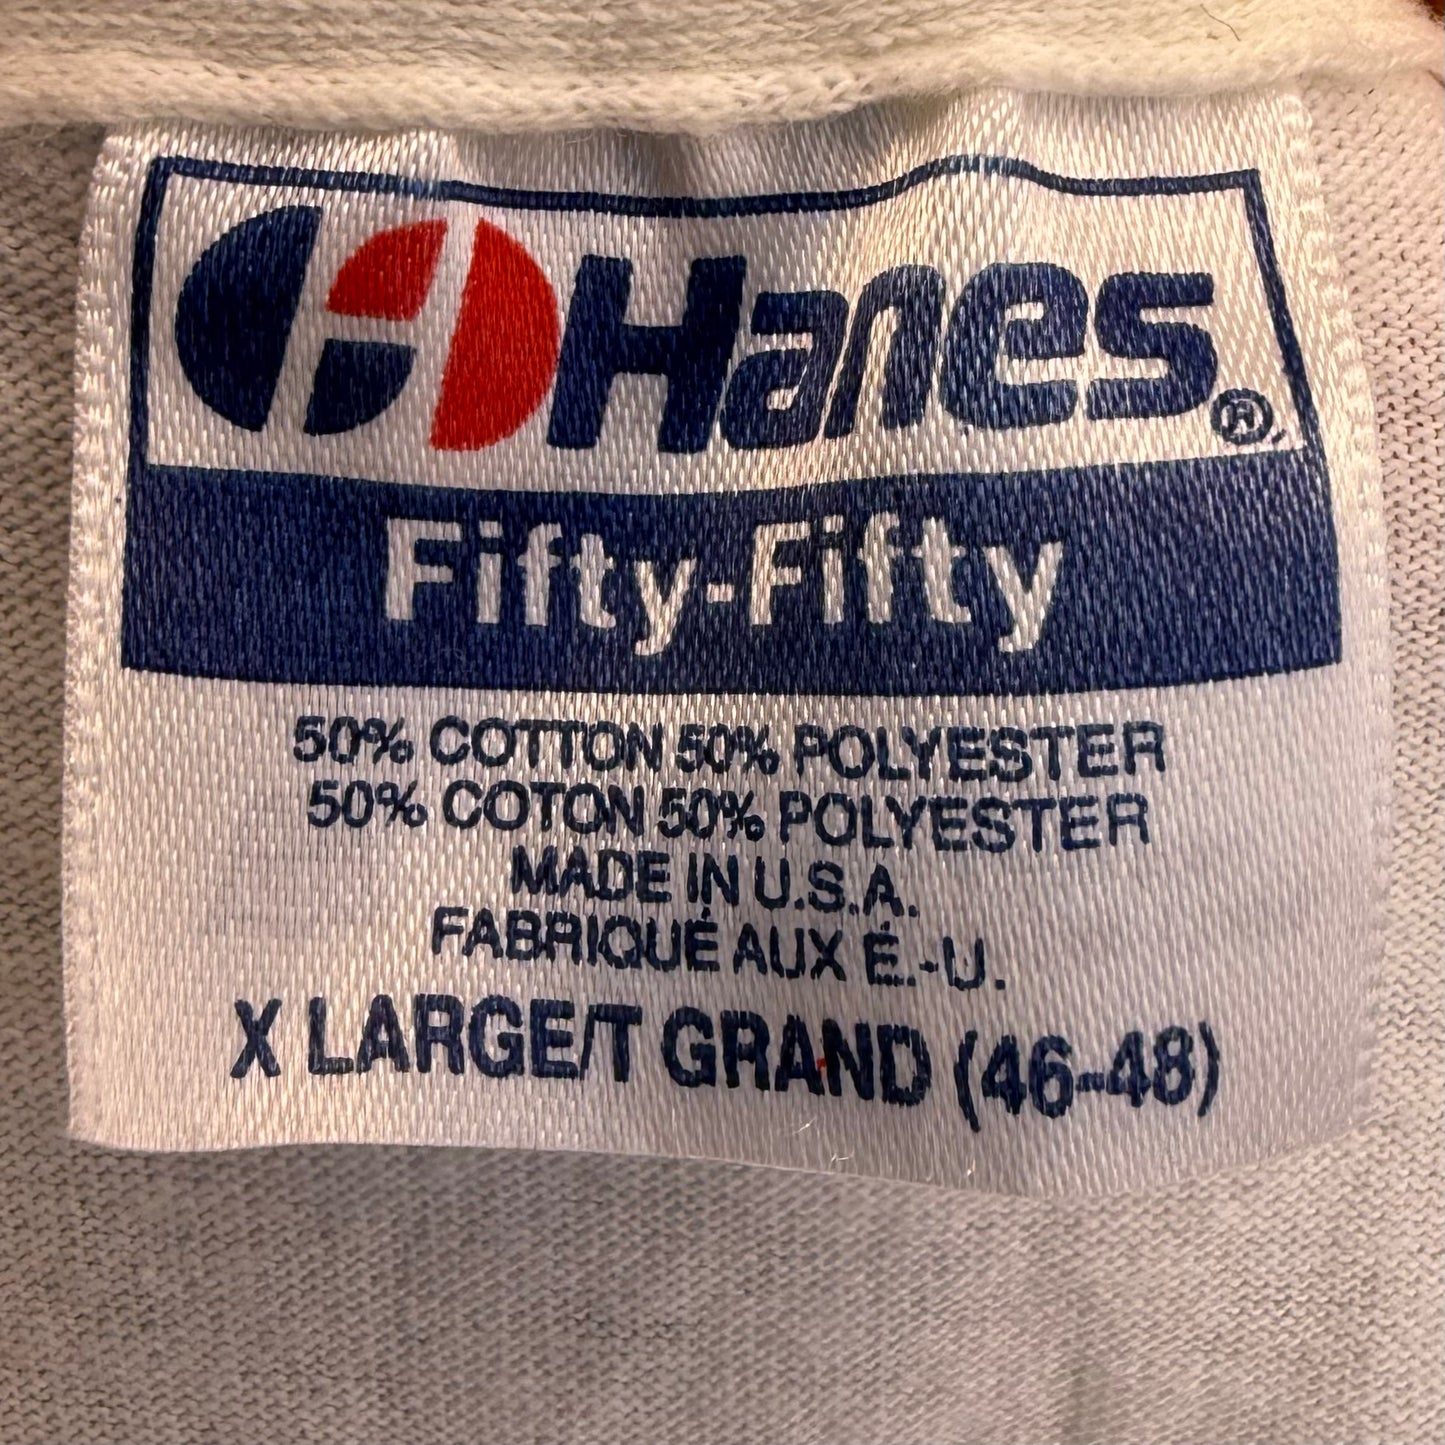 Hanes®
Fifty-Fifty
50% COTTON 50% POLYESTER
50% COTON 50% POLYESTER
MADE IN U.S.A.
FABRIQUÉ AUX É.-U.
X LARGE/T GRAND (46-48)